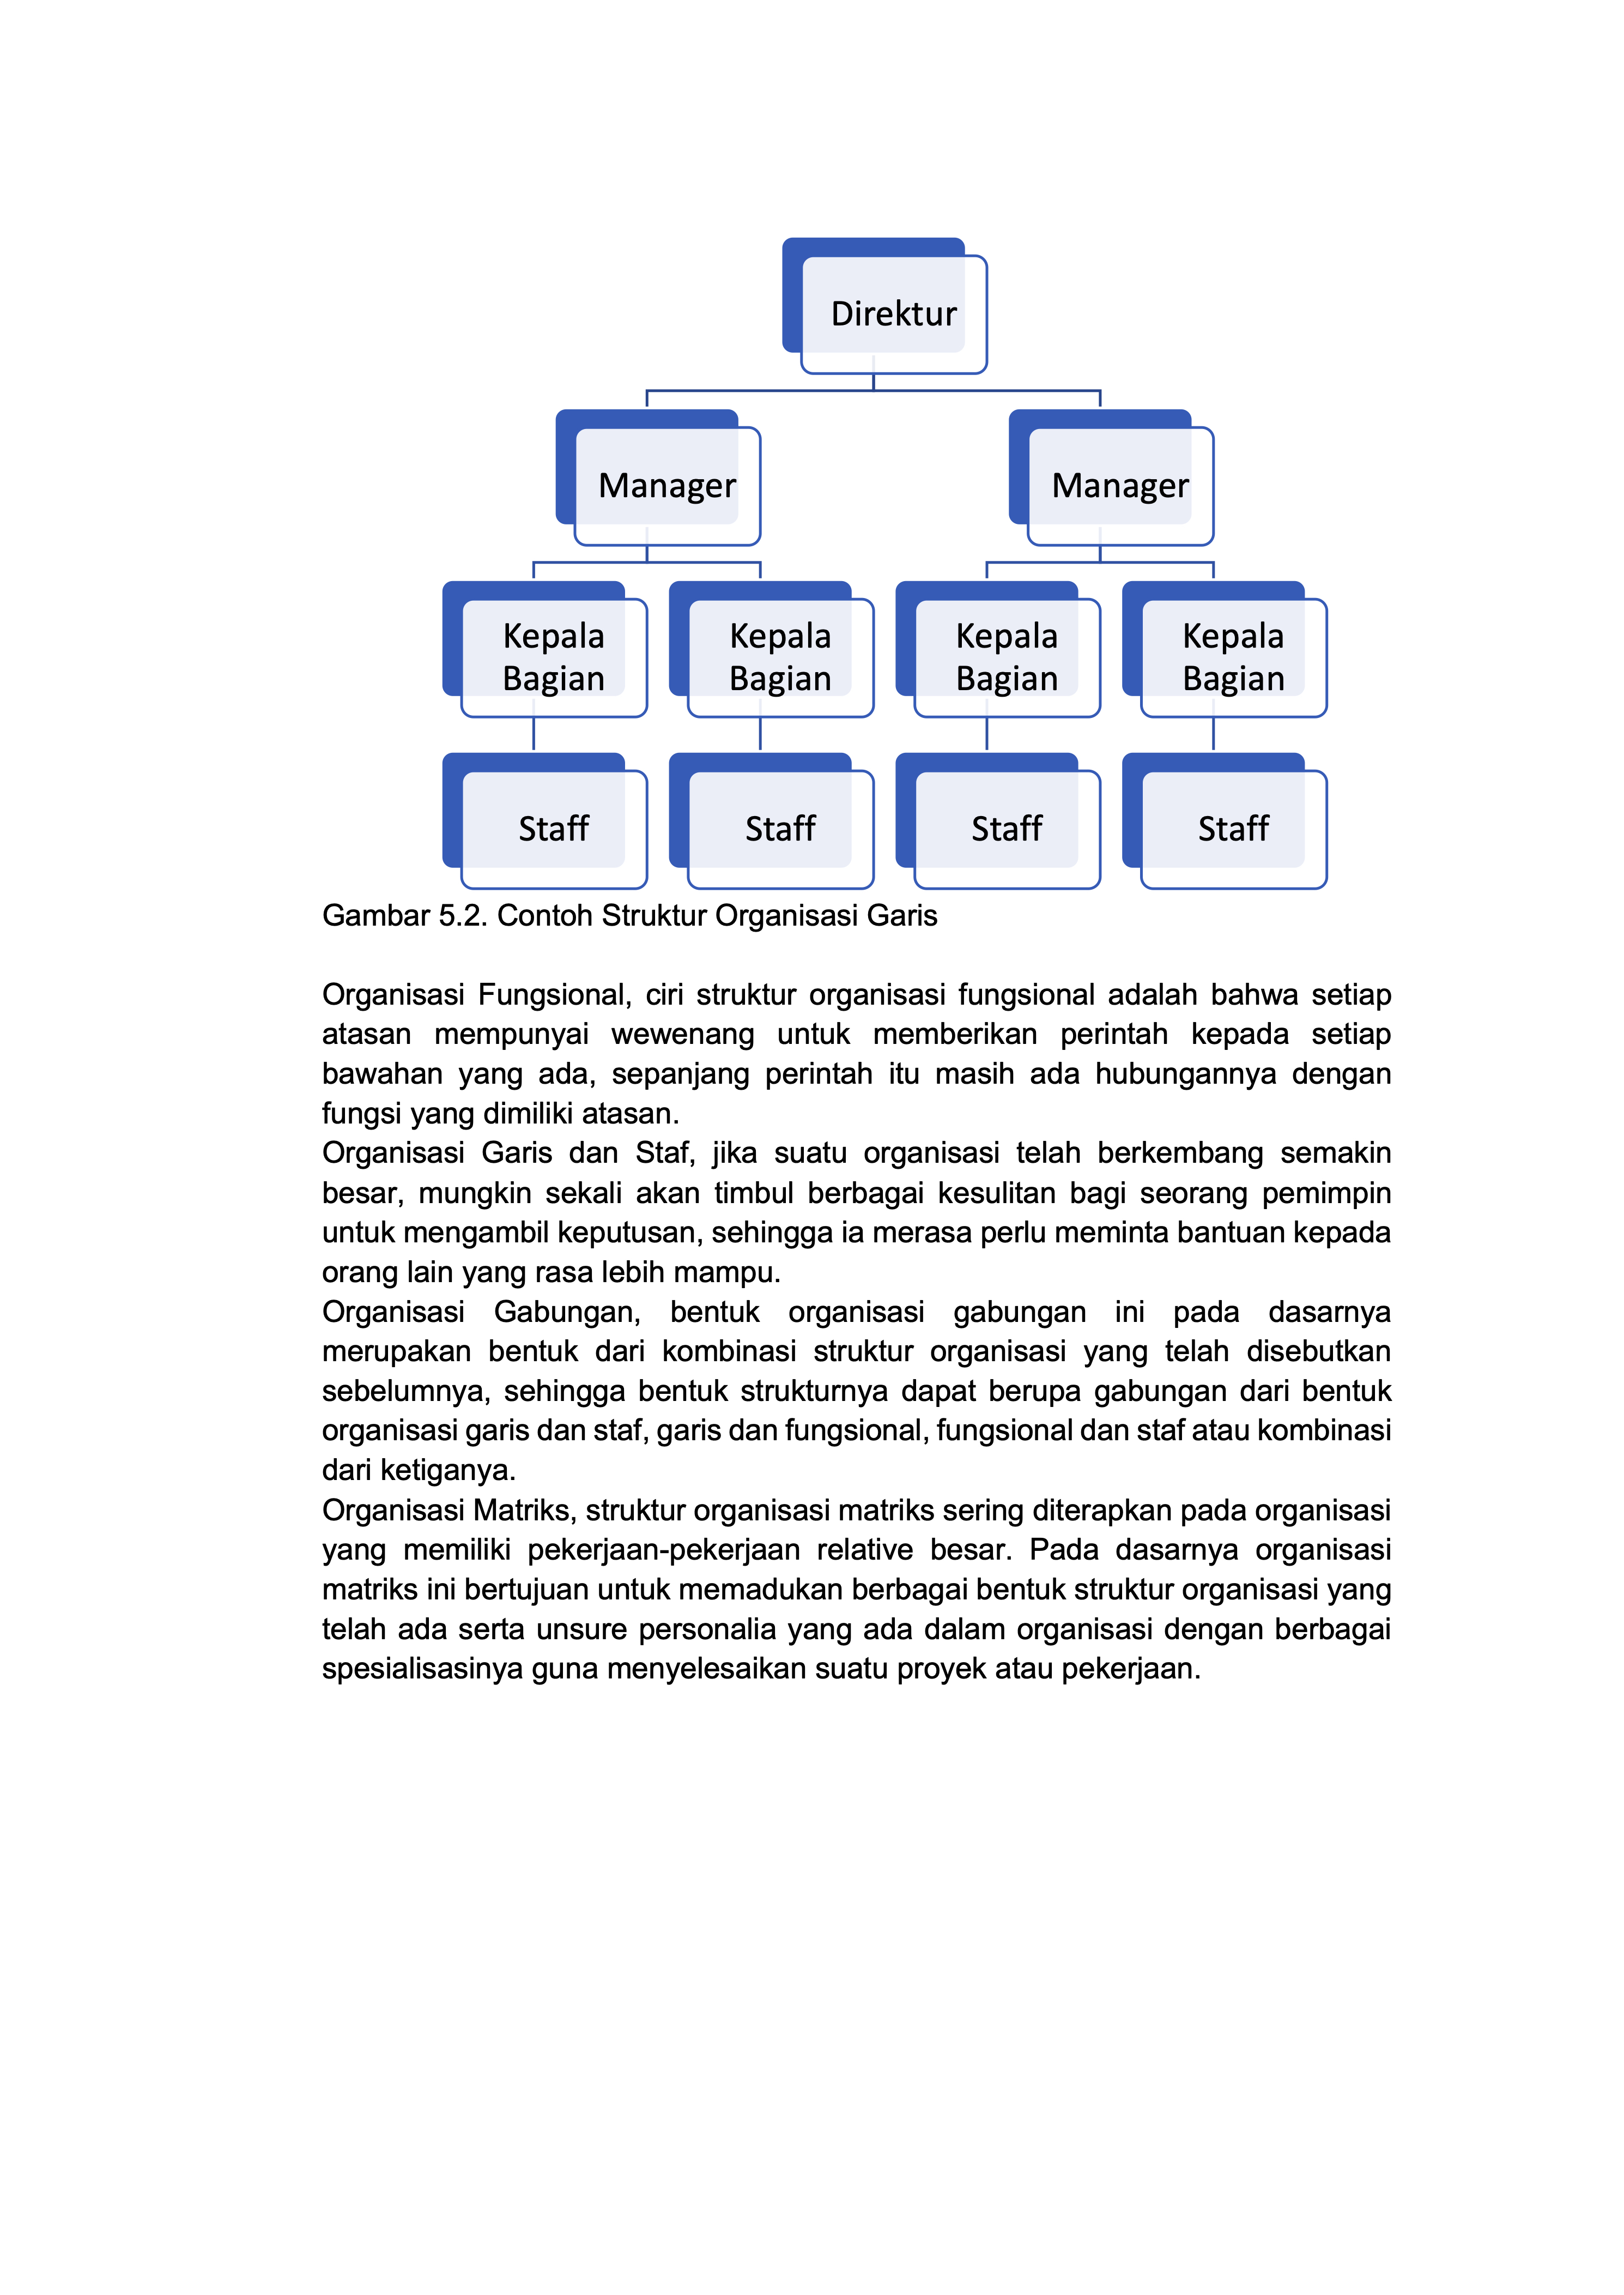 Direktur
Manager
Manager
Kepala
Bagian
Kepala
Bagian
Kepala
Bagian
Kepala
Bagian
Staff
Staff
Staff
Staff
Gambar 5.2. Contoh Struktur Organisasi Garis
Organisasi Fungsional, ciri struktur organisasi fungsional adalah bahwa setiap
atasan mempunyai wewenang untuk memberikan perintah kepada setiap
bawahan yang ada, sepanjang perintah itu masih ada hubungannya dengan
fungsi yang dimiliki atasan.
Organisasi Garis dan Staf, jika suatu organisasi telah berkembang semakin
besar, mungkin sekali akan timbul berbagai kesulitan bagi seorang pemimpin
untuk mengambil keputusan, sehingga ia merasa perlu meminta bantuan kepada
orang lain yang rasa lebih mampu.
Organisasi Gabungan, bentuk organisasi gabungan ini pada dasarnya
merupakan bentuk dari kombinasi struktur organisasi yang telah disebutkan
sebelumnya, sehingga bentuk strukturnya dapat berupa gabungan dari bentuk
organisasi garis dan staf, garis dan fungsional, fungsional dan staf atau kombinasi
dari ketiganya.
Organisasi Matriks, struktur organisasi matriks sering diterapkan pada organisasi
yang memiliki pekerjaan-pekerjaan relative besar. Pada dasarnya organisasi
matriks ini bertujuan untuk memadukan berbagai bentuk struktur organisasi yang
telah ada serta unsure personalia yang ada dalam organisasi dengan berbagai
spesialisasinya guna menyelesaikan suatu proyek atau pekerjaan.